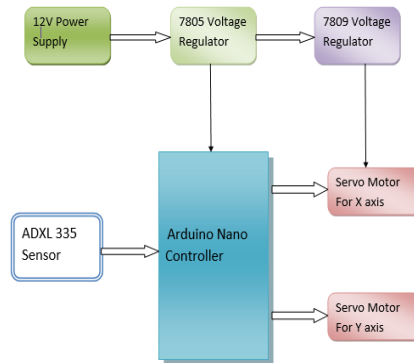 12V Power
Supply
7805 Voltage
Regulator
7809 Voltage
Regulator
ADXL 335
Sensor
Arduino Nano
Controller
Servo Motor
For X axis
Servo Motor
For Y axis